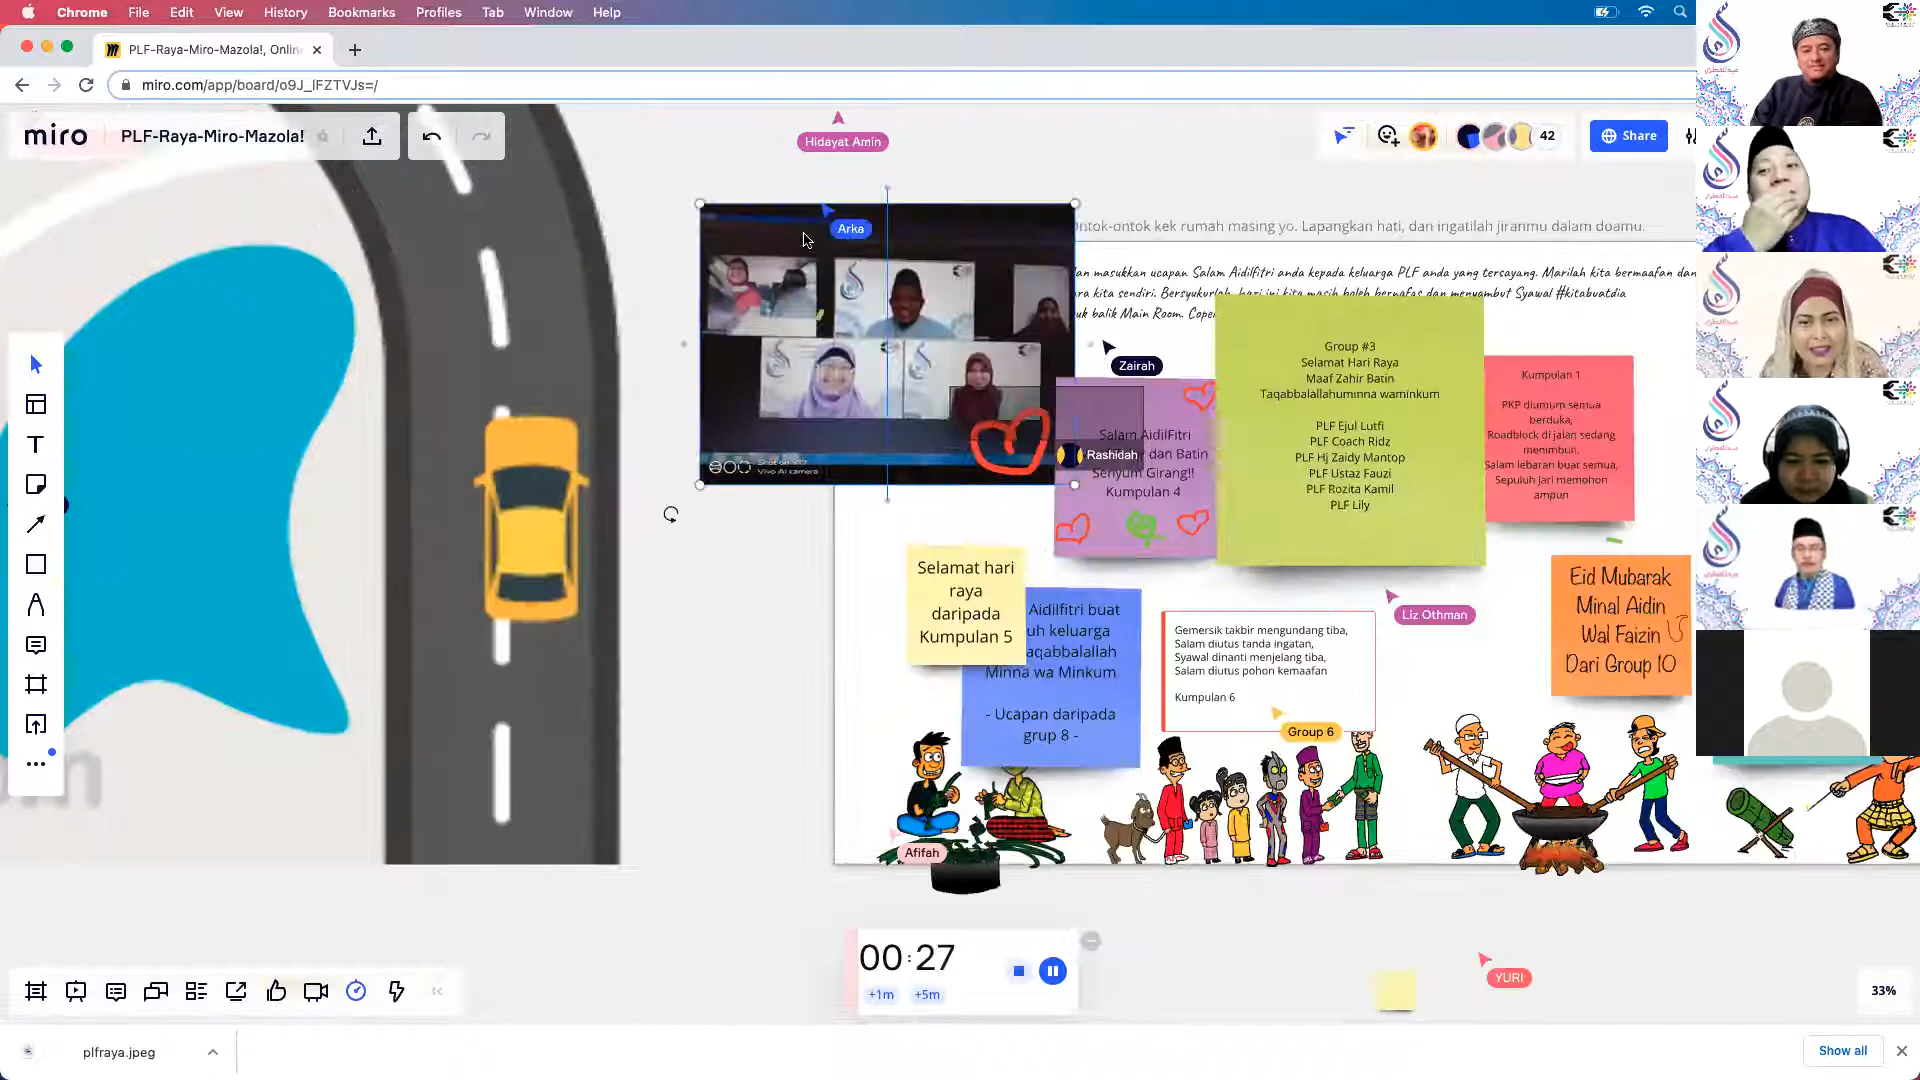 Chrome File Edit View History Bookmarks Profiles Tab Window Help
PLF-Raya-Miro-Mazola!, Onlin
miro.com/app/board/o9J_lFZTVJs=/
miro PLF-Raya-Miro-Mazola!
Hidayat Amin
42
Share
Arka
ntok-ontok kek rumah masing yo. Lapangkan hati, dan ingatilah jiranmu dalam doamu.
dan masukkan ucapan Salam Aidilfitri anda kepada keluarga PLF anda yang tersayang. Marilah kita bermaafan dan
ara kita sendiri. Bersyukurlah, hari ini kita masih boleh bernafas dan menyambut Syawal #kitabuatdia
uk balik Main Room.
Zairah
Salam AidilFitri
dan Batin
Senyum Girang!!
Kumpulan 4
Rashidah
Group #3
Selamat Hari Raya
Maaf Zahir Batin
Taqabbalallahuminna waminkum
PLF Ejul Lutfi
PLF Coach Ridz
PLF Hj Zaidy Mantop
PLF Ustaz Fauzi
PLF Rozita Kamil
PLF Lily
Kumpulan 1
PKP diumum semua
berduka,
Roadblock di jalan sedang
menimbun.
Salam lebaran buat semua,
Sepuluh jari memohon
ampun
Selamat hari
raya
daripada
Kumpulan 5
Aidilfitri buat
uh keluarga
aqabbalallah
Minna wa Minkum
- Ucapan daripada
grup 8 -
Gemersik takbir mengundang tiba,
Salam diutus tanda ingatan,
Syawal dinanti menjelang tiba,
Salam diutus pohon kemaafan
Kumpulan 6
Group 6
Liz Othman
Eid Mubarak
Minal Aidin
Wal Faizin
Dari Group 10
Afifah
00:27
+1m +5m
YURI
33%
plfraya.jpeg
Show all